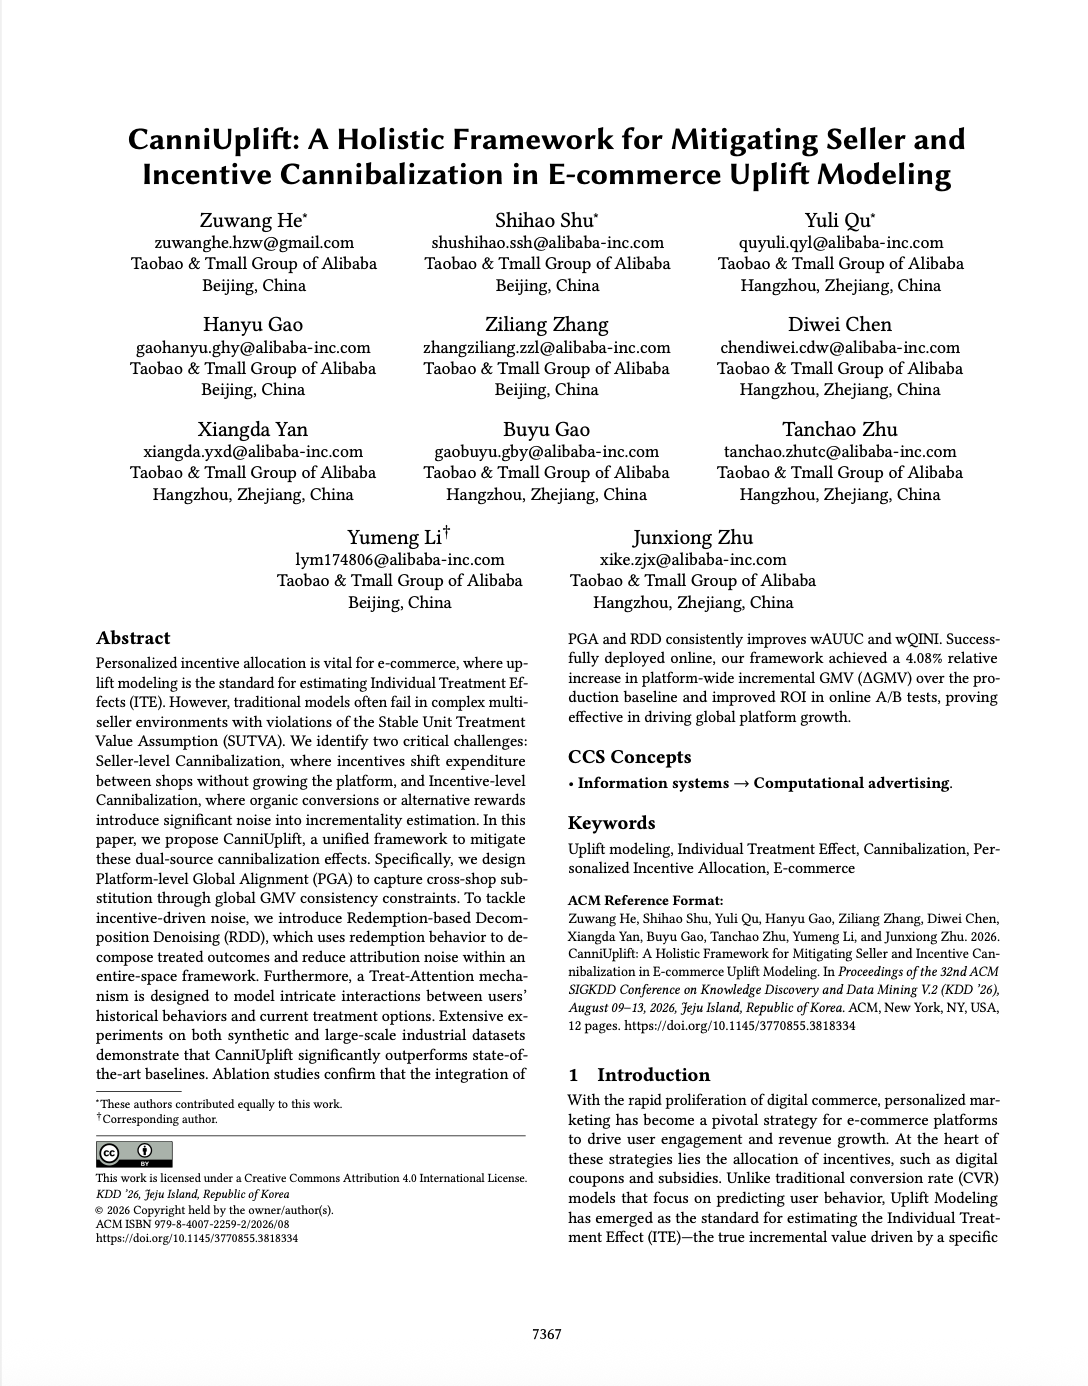 CanniUplift: A Holistic Framework for Mitigating Seller and
Incentive Cannibalization in E-commerce Uplift Modeling
Zuwang He*
zuwanghe.hzw@gmail.com
Taobao & Tmall Group of Alibaba
Beijing, China
Shihao Shu*
shushihao.ssh@alibaba-inc.com
Taobao & Tmall Group of Alibaba
Beijing, China
Yuli Qu*
quyuli.qyl@alibaba-inc.com
Taobao & Tmall Group of Alibaba
Hangzhou, Zhejiang, China
Hanyu Gao
gaohanyu.ghy@alibaba-inc.com
Taobao & Tmall Group of Alibaba
Beijing, China
Ziliang Zhang
zhangziliang.zzl@alibaba-inc.com
Taobao & Tmall Group of Alibaba
Beijing, China
Diwei Chen
chendiwei.cdw@alibaba-inc.com
Taobao & Tmall Group of Alibaba
Hangzhou, Zhejiang, China
Xiangda Yan
xiangda.yxd@alibaba-inc.com
Taobao & Tmall Group of Alibaba
Hangzhou, Zhejiang, China
Buyu Gao
gaobuyu.gby@alibaba-inc.com
Taobao & Tmall Group of Alibaba
Hangzhou, Zhejiang, China
Tanchao Zhu
tanchao.zhutc@alibaba-inc.com
Taobao & Tmall Group of Alibaba
Hangzhou, Zhejiang, China
Yumeng Li†
lym174806@alibaba-inc.com
Taobao & Tmall Group of Alibaba
Beijing, China
Junxiong Zhu
xike.zjx@alibaba-inc.com
Taobao & Tmall Group of Alibaba
Hangzhou, Zhejiang, China
Abstract
Personalized incentive allocation is vital for e-commerce, where up-
lift modeling is the standard for estimating Individual Treatment Ef-
fects (ITE). However, traditional models often fail in complex multi-
seller environments with violations of the Stable Unit Treatment
Value Assumption (SUTVA). We identify two critical challenges:
Seller-level Cannibalization, where incentives shift expenditure
between shops without growing the platform, and Incentive-level
Cannibalization, where organic conversions or alternative rewards
introduce significant noise into incrementality estimation. In this
paper, we propose CanniUplift, a unified framework to mitigate
these dual-source cannibalization effects. Specifically, we design
Platform-level Global Alignment (PGA) to capture cross-shop sub-
stitution through global GMV consistency constraints. To tackle
incentive-driven noise, we introduce Redemption-based Decom-
position Denoising (RDD), which uses redemption behavior to de-
compose treated outcomes and reduce attribution noise within an
entire-space framework. Furthermore, a Treat-Attention mecha-
nism is designed to model intricate interactions between users'
historical behaviors and current treatment options. Extensive ex-
periments on both synthetic and large-scale industrial datasets
demonstrate that CanniUplift significantly outperforms state-of-
the-art baselines. Ablation studies confirm that the integration of
*These authors contributed equally to this work.
†Corresponding author.
cc BY
This work is licensed under a Creative Commons Attribution 4.0 International License.
KDD '26, Jeju Island, Republic of Korea
© 2026 Copyright held by the owner/author(s).
ACM ISBN 979-8-4007-2259-2/2026/08
https://doi.org/10.1145/3770855.3818334
PGA and RDD consistently improves wAUUC and wQINI. Success-
fully deployed online, our framework achieved a 4.08% relative
increase in platform-wide incremental GMV (ΔGMV) over the pro-
duction baseline and improved ROI in online A/B tests, proving
effective in driving global platform growth.
CCS Concepts
• Information systems → Computational advertising.
Keywords
Uplift modeling, Individual Treatment Effect, Cannibalization, Per-
sonalized Incentive Allocation, E-commerce
ACM Reference Format:
Zuwang He, Shihao Shu, Yuli Qu, Hanyu Gao, Ziliang Zhang, Diwei Chen,
Xiangda Yan, Buyu Gao, Tanchao Zhu, Yumeng Li, and Junxiong Zhu. 2026.
CanniUplift: A Holistic Framework for Mitigating Seller and Incentive Can-
nibalization in E-commerce Uplift Modeling. In Proceedings of the 32nd ACM
SIGKDD Conference on Knowledge Discovery and Data Mining V.2 (KDD '26),
August 09–13, 2026, Jeju Island, Republic of Korea. ACM, New York, NY, USA,
12 pages. https://doi.org/10.1145/3770855.3818334
1 Introduction
With the rapid proliferation of digital commerce, personalized mar-
keting has become a pivotal strategy for e-commerce platforms
to drive user engagement and revenue growth. At the heart of
these strategies lies the allocation of incentives, such as digital
coupons and subsidies. Unlike traditional conversion rate (CVR)
models that focus on predicting user behavior, Uplift Modeling
has emerged as the standard for estimating the Individual Treat-
ment Effect (ITE)—the true incremental value driven by a specific
7367